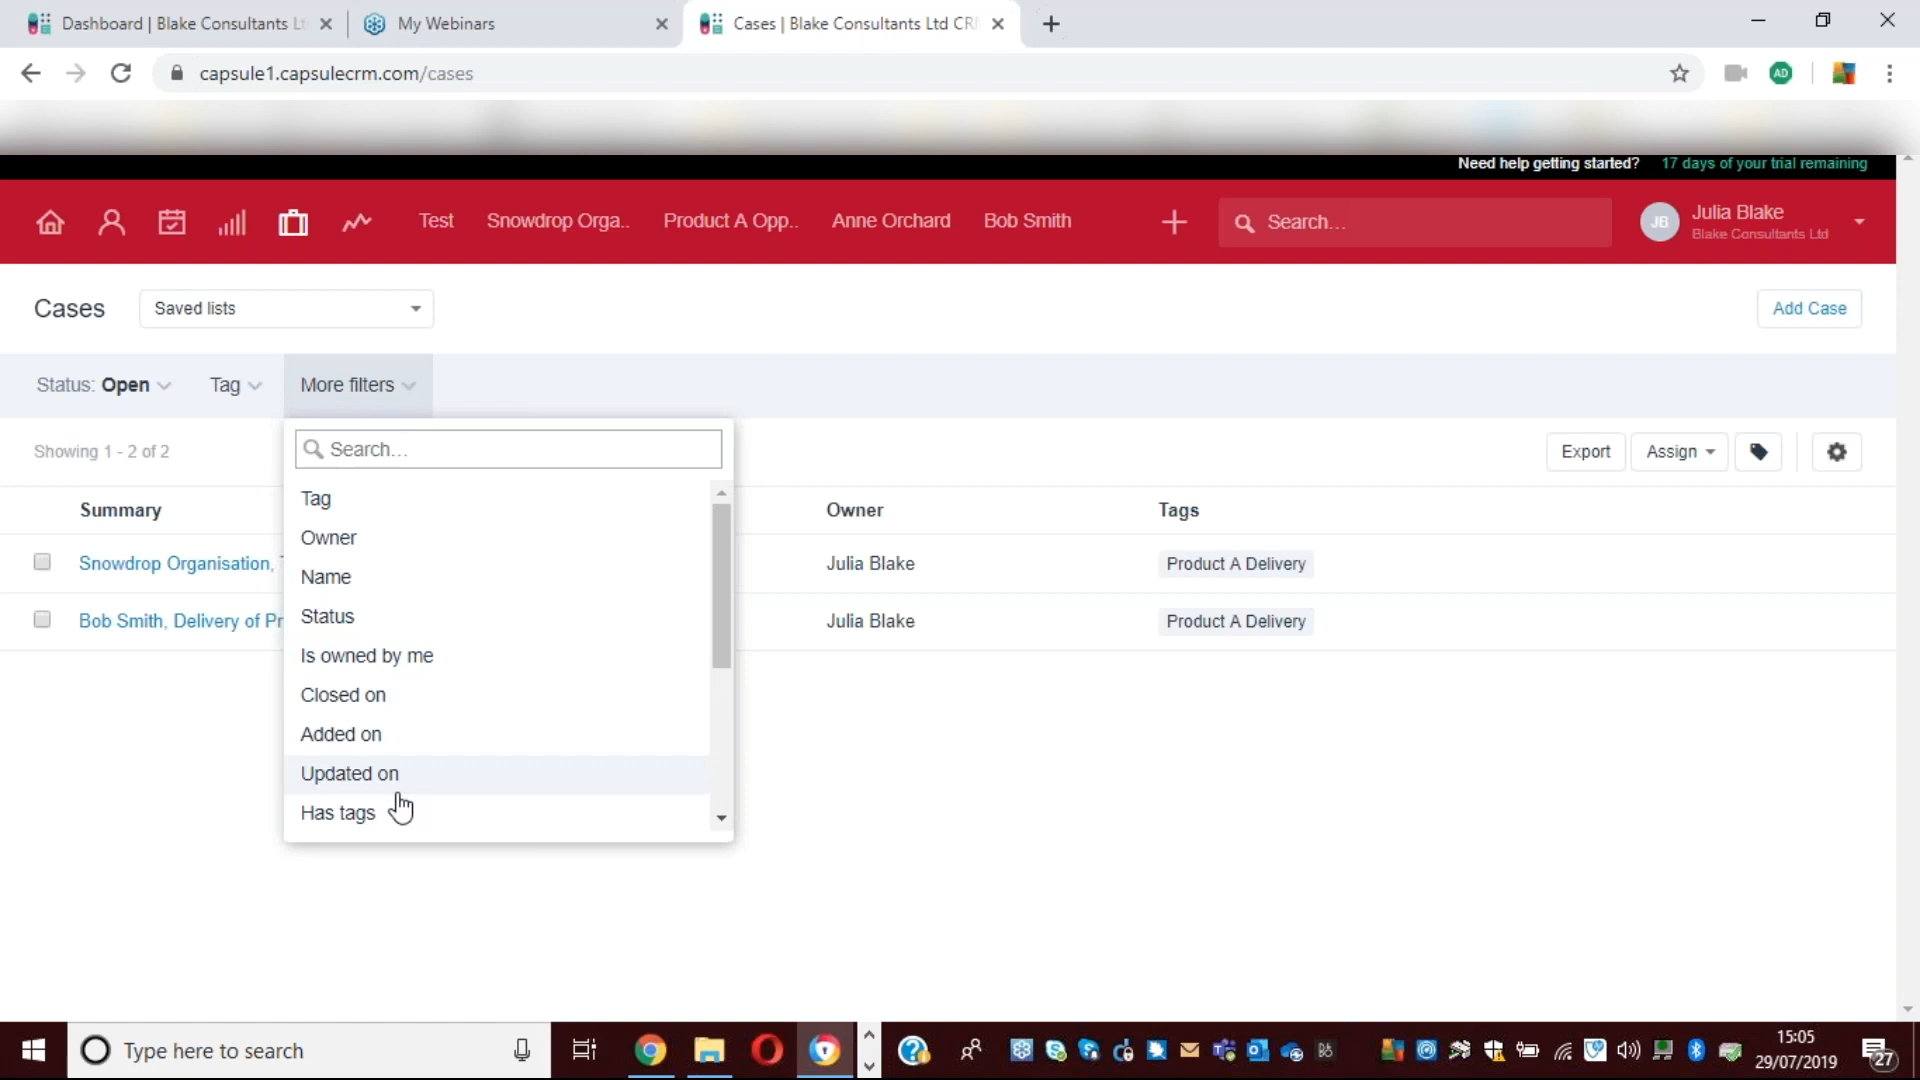 Dashboard | Blake Consultants Lt
My Webinars
Cases | Blake Consultants Ltd CR
capsule1.capsulecrm.com/cases
AD
Need help getting started? 17 days of your trial remaining
Test Snowdrop Orga.. Product A Opp.. Anne Orchard Bob Smith
Search...
JB
Julia Blake
Blake Consultants Ltd
Cases
Saved lists
Add Case
Status: Open
Tag
More filters
Showing 1 - 2 of 2
Search...
Export
Assign
Tag
Owner
Name
Status
Is owned by me
Closed on
Added on
Updated on
Has tags
Summary Owner Tags
Snowdrop Organisation, Julia Blake Product A Delivery
Bob Smith, Delivery of Pr Julia Blake Product A Delivery
Type here to search
15:05
29/07/2019
27